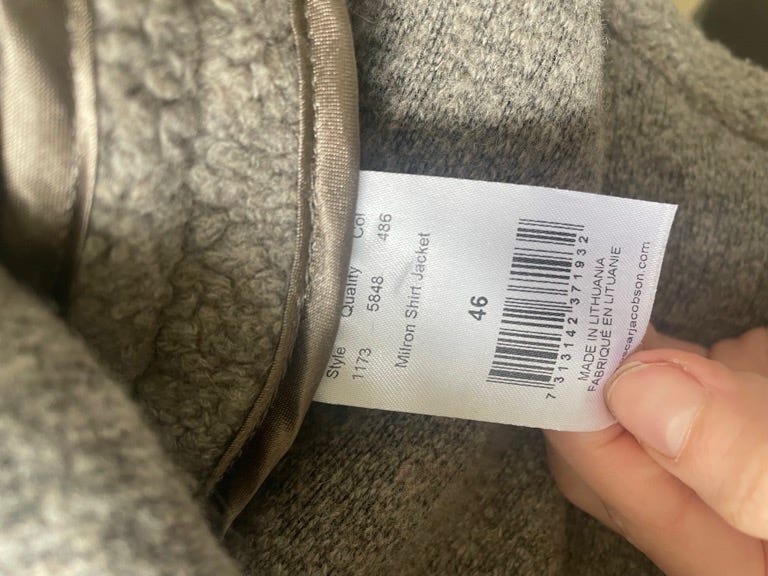 Style Quality Col
1173 5848 486
Milron Shirt Jacket
46
7 313142 371932
MADE IN LITHUANIA
FABRIQUÉ EN LITUANIE
scarjacobson.com